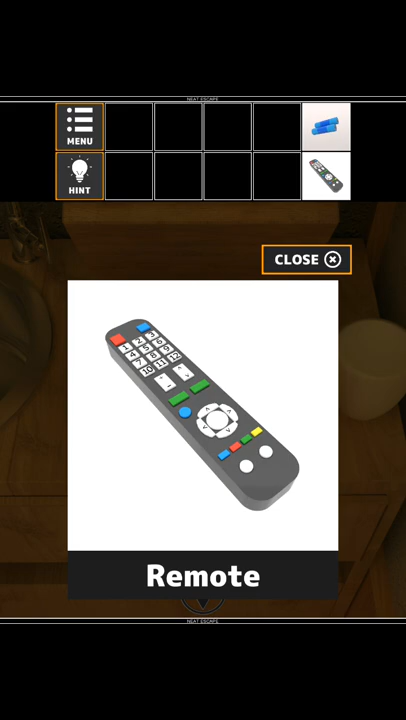 NEAT ESCAPE
MENU
HINT
CLOSE
1 2 3
4 5 6
7 8 9
10 11 12
Remote
NEAT ESCAPE